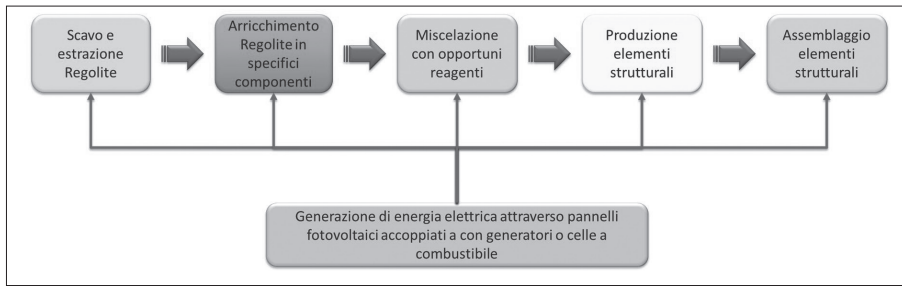 Scavo e
estrazione
Regolite
Arricchimento
Regolite in
specifici
componenti
Miscelazione
con opportuni
reagenti
Produzione
elementi
strutturali
Assemblaggio
elementi
strutturali
Generazione di energia elettrica attraverso pannelli
fotovoltaici accoppiati a con generatori o celle a
combustibile